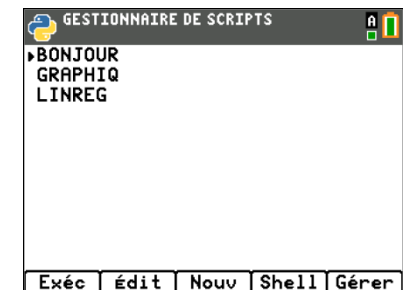 GESTIONNAIRE DE SCRIPTS A
▸BONJOUR
GRAPHIQ
LINREG
Exéc édit Nouv Shell Gérer